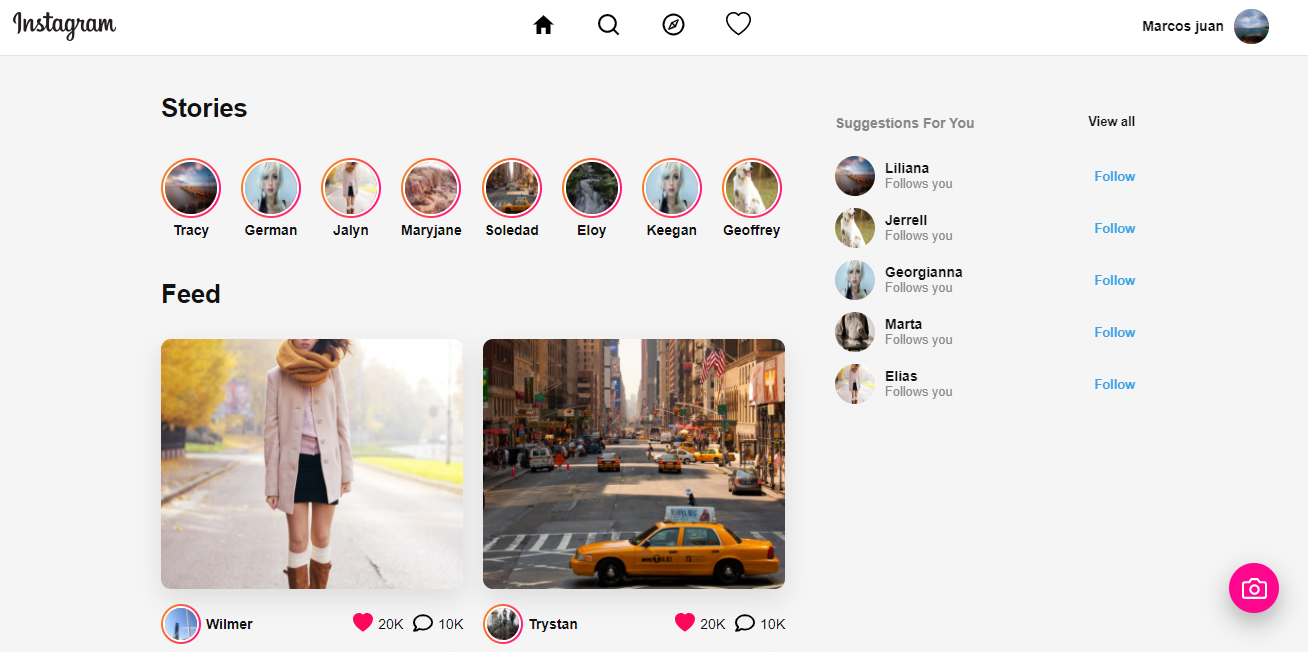 Instagram
Marcos juan
Stories
Tracy German Jalyn Maryjane Soledad Eloy Keegan Geoffrey
Feed
Wilmer 20K 10K
Trystan 20K 10K
Suggestions For You View all
Liliana
Follows you
Follow
Jerrell
Follows you
Follow
Georgianna
Follows you
Follow
Marta
Follows you
Follow
Elias
Follows you
Follow